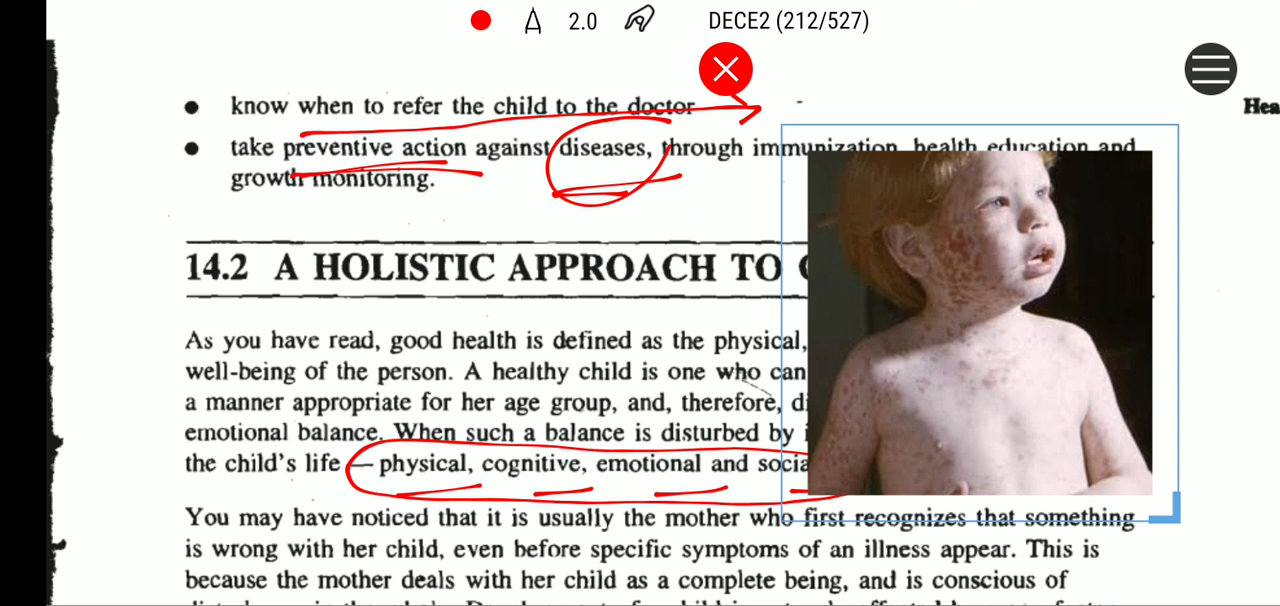 2.0 DECE2 (212/527)
• know when to refer the child to the doctor
Hea
• take preventive action against diseases, through immunization, health education and
growth monitoring.
14.2 A HOLISTIC APPROACH TO
As you have read, good health is defined as the physical,
well-being of the person. A healthy child is one who can
a manner appropriate for her age group, and, therefore,
emotional balance. When such a balance is disturbed by
the child's life — physical, cognitive, emotional and socia
You may have noticed that it is usually the mother who first recognizes that something
is wrong with her child, even before specific symptoms of an illness appear. This is
because the mother deals with her child as a complete being, and is conscious of